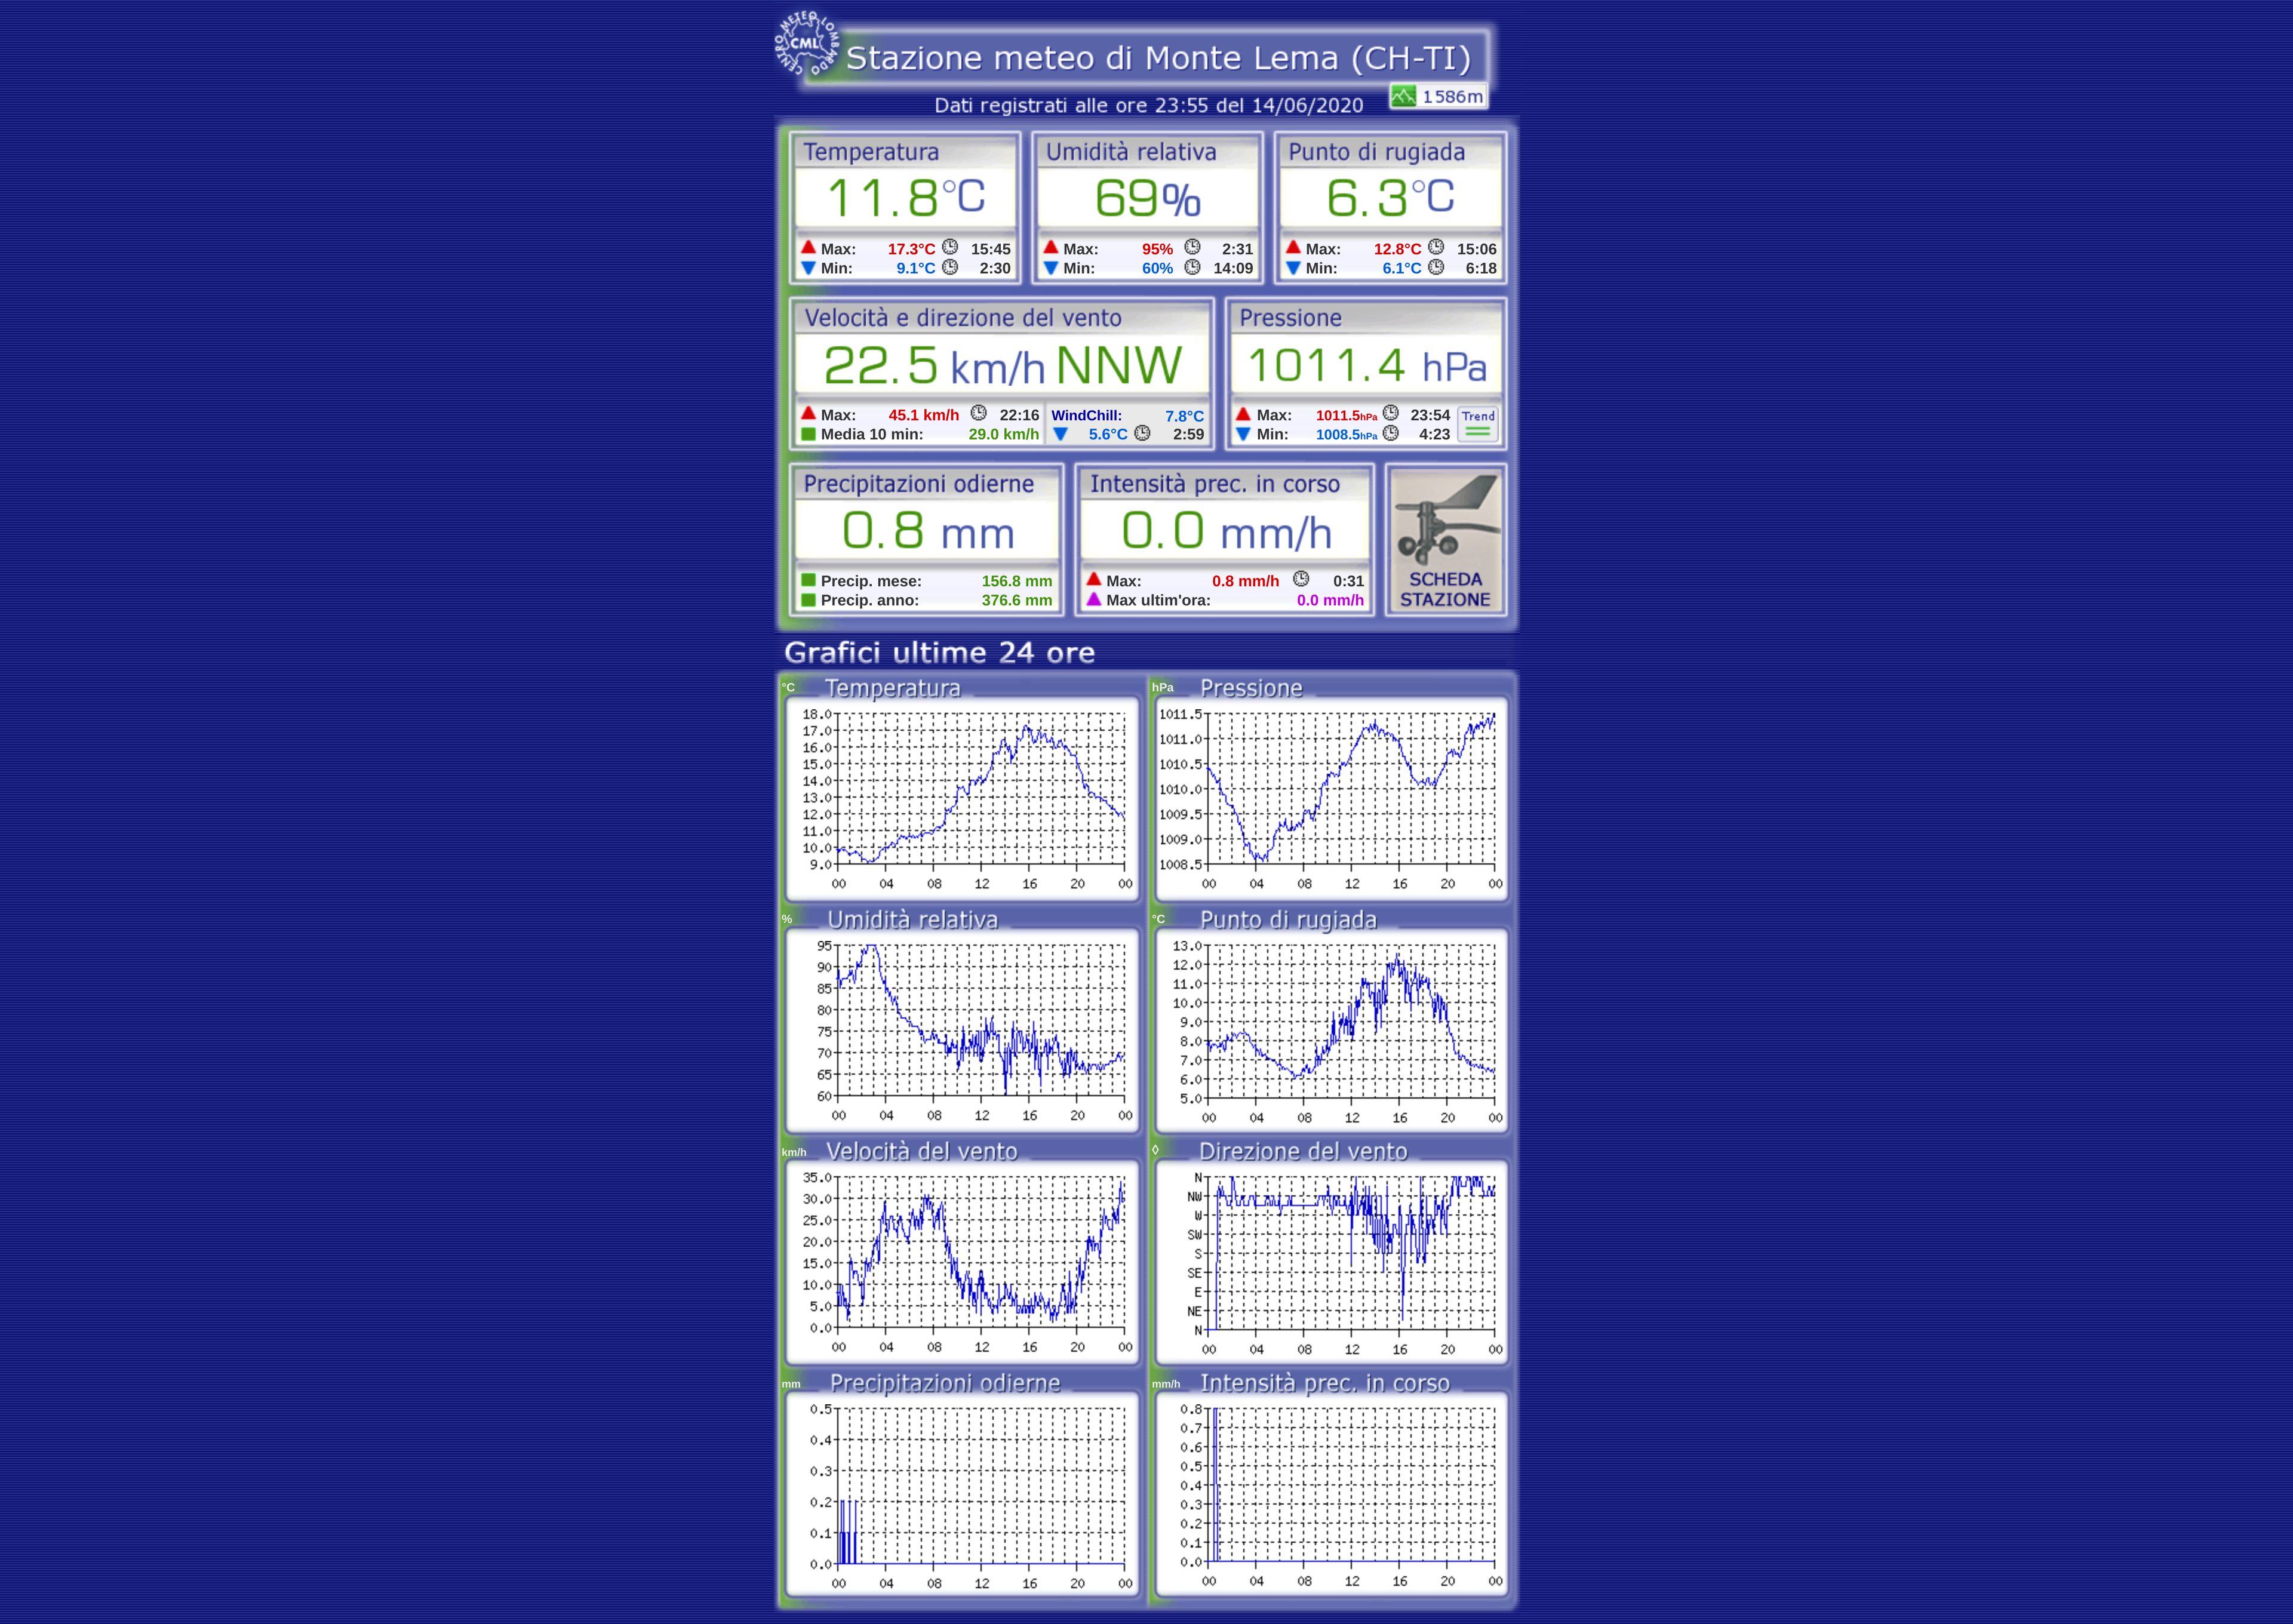 CENTRO METEO LOMBARDO
CML
Stazione meteo di Monte Lema (CH-TI)
1586m
Dati registrati alle ore 23:55 del 14/06/2020
Temperatura
11.8°C
Max: 17.3°C 15:45
Min: 9.1°C 2:30
Umidità relativa
69%
Max: 95% 2:31
Min: 60% 14:09
Punto di rugiada
6.3°C
Max: 12.8°C 15:06
Min: 6.1°C 6:18
Velocità e direzione del vento
22.5 km/h NNW
Max: 45.1 km/h 22:16
Media 10 min: 29.0 km/h
WindChill: 7.8°C
5.6°C 2:59
Pressione
1011.4 hPa
Max: 1011.5hPa 23:54
Min: 1008.5hPa 4:23
Trend
Precipitazioni odierne
0.8 mm
Precip. mese: 156.8 mm
Precip. anno: 376.6 mm
Intensità prec. in corso
0.0 mm/h
Max: 0.8 mm/h 0:31
Max ultim'ora: 0.0 mm/h
SCHEDA
STAZIONE
Grafici ultime 24 ore
°C Temperatura
18.0
17.0
16.0
15.0
14.0
13.0
12.0
11.0
10.0
9.0
00 04 08 12 16 20 00
hPa Pressione
1011.5
1011.0
1010.5
1010.0
1009.5
1009.0
1008.5
00 04 08 12 16 20 00
% Umidità relativa
95
90
85
80
75
70
65
60
00 04 08 12 16 20 00
°C Punto di rugiada
13.0
12.0
11.0
10.0
9.0
8.0
7.0
6.0
5.0
00 04 08 12 16 20 00
km/h Velocità del vento
35.0
30.0
25.0
20.0
15.0
10.0
5.0
0.0
00 04 08 12 16 20 00
◊ Direzione del vento
N
NW
W
SW
S
SE
E
NE
N
00 04 08 12 16 20 00
mm Precipitazioni odierne
0.5
0.4
0.3
0.2
0.1
0.0
00 04 08 12 16 20 00
mm/h Intensità prec. in corso
0.8
0.7
0.6
0.5
0.4
0.3
0.2
0.1
0.0
00 04 08 12 16 20 00